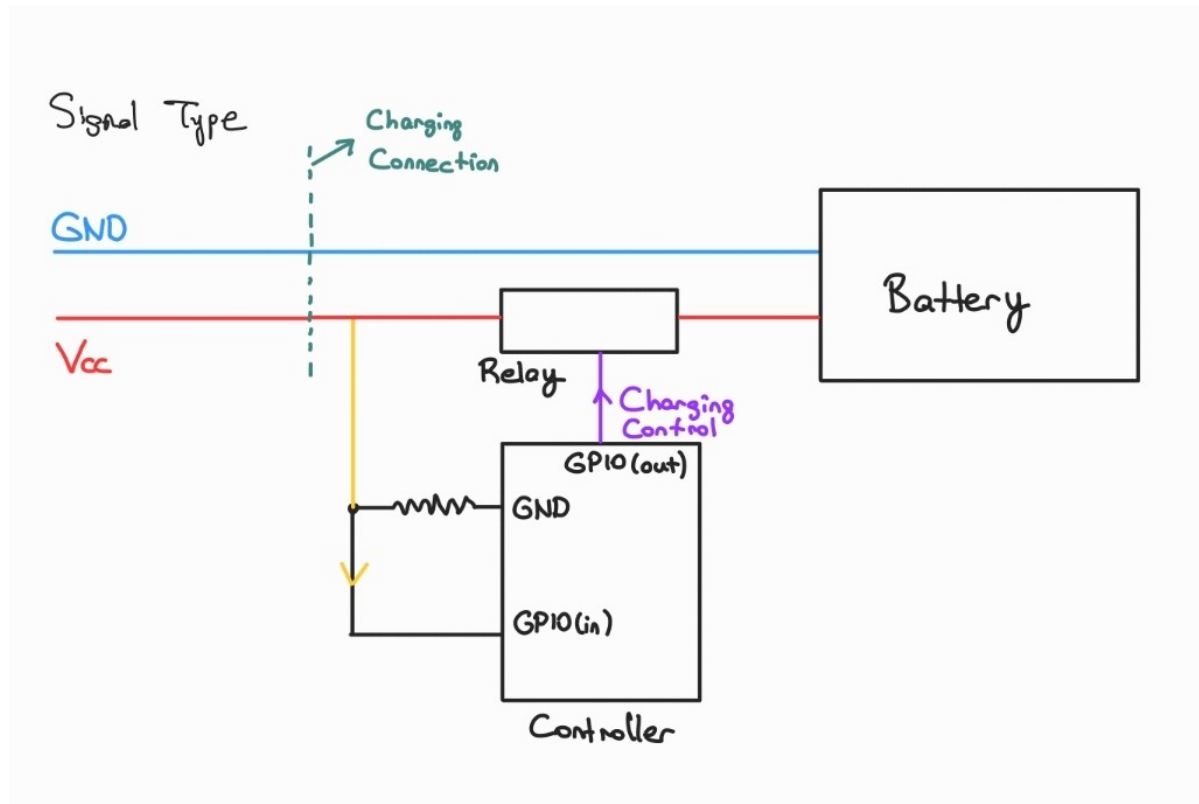 Signal Type
Charging
Connection
GND
Vcc
Battery
Relay
Charging
Control
GPIO(out)
GND
GPIO(in)
Controller